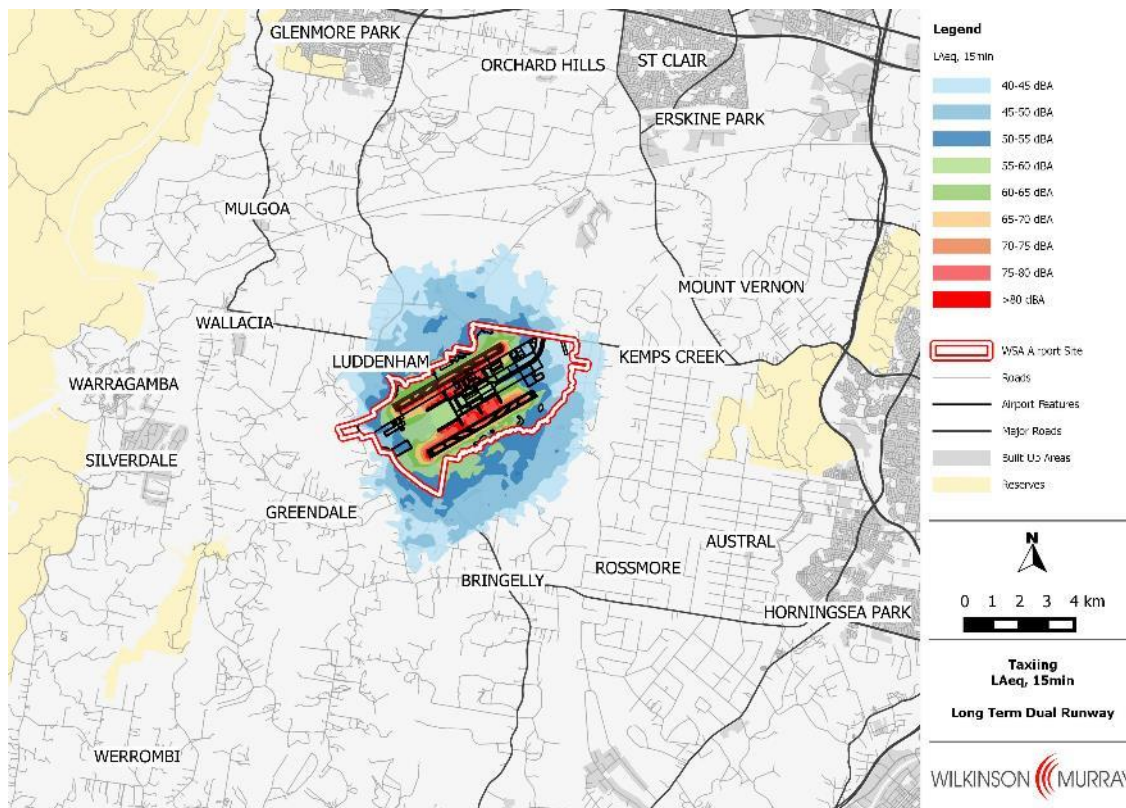 GLENMORE PARK
ORCHARD HILLS
ST CLAIR
ERSKINE PARK
MULGOA
MOUNT VERNON
WALLACIA
LUDDENHAM
KEMPS CREEK
WARRAGAMBA
SILVERDALE
GREENDALE
AUSTRAL
ROSSMORE
BRINGELLY
HORNINGSEA PARK
WERROMBI
Legend
LAeq, 15min
40-45 dBA
45-50 dBA
50-55 dBA
55-60 dBA
60-65 dBA
65-70 dBA
70-75 dBA
75-80 dBA
>80 dBA
WSA Airport Site
Roads
Airport Features
Major Roads
Built Up Areas
Reserves
N
0 1 2 3 4 km
Taxiing
LAeq, 15min
Long Term Dual Runway
WILKINSON MURRAY